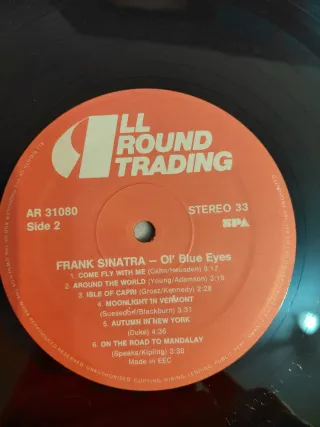 ALL
ROUND
TRADING
AR 31080
STEREO 33
Side 2
SPA
FRANK SINATRA – Ol' Blue Eyes
1. COME FLY WITH ME (Cahn/Heusden) 3:17
2. AROUND THE WORLD (Young/Adamson) 3:19
3. ISLE OF CAPRI (Grosz/Kennedy) 2:28
4. MOONLIGHT IN VERMONT
(Suessdorf/Blackburn) 3:31
5. AUTUMN IN NEW YORK
(Duke) 4:36
6. ON THE ROAD TO MANDALAY
(Speaks/Kipling) 3:30
Made in EEC